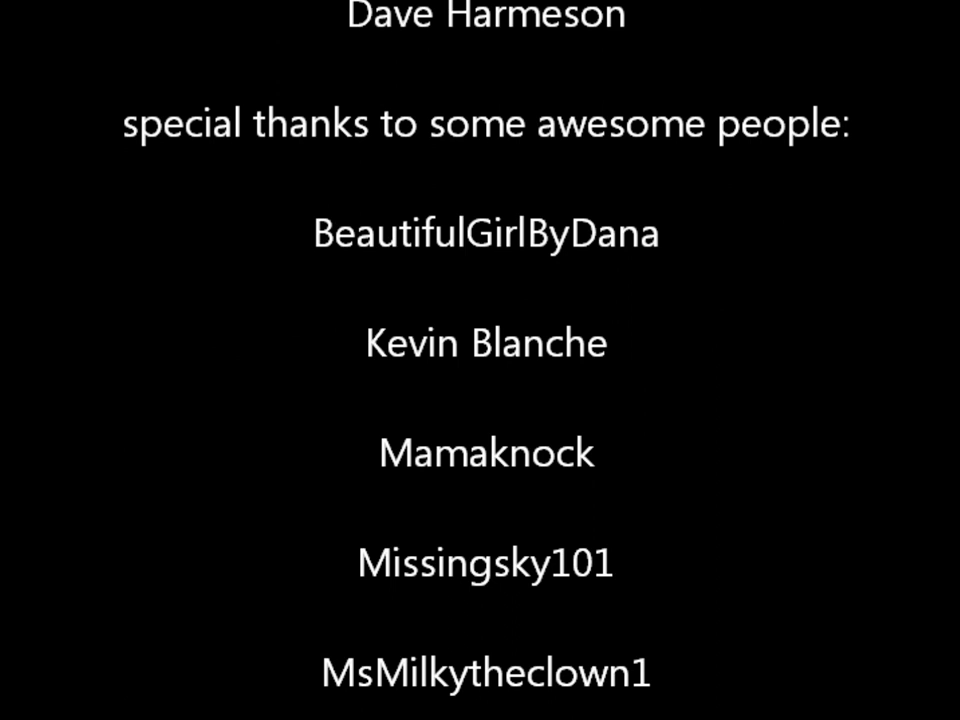 Dave Harmeson
special thanks to some awesome people:
BeautifulGirlByDana
Kevin Blanche
Mamaknock
Missingsky101
MsMilkytheclown1